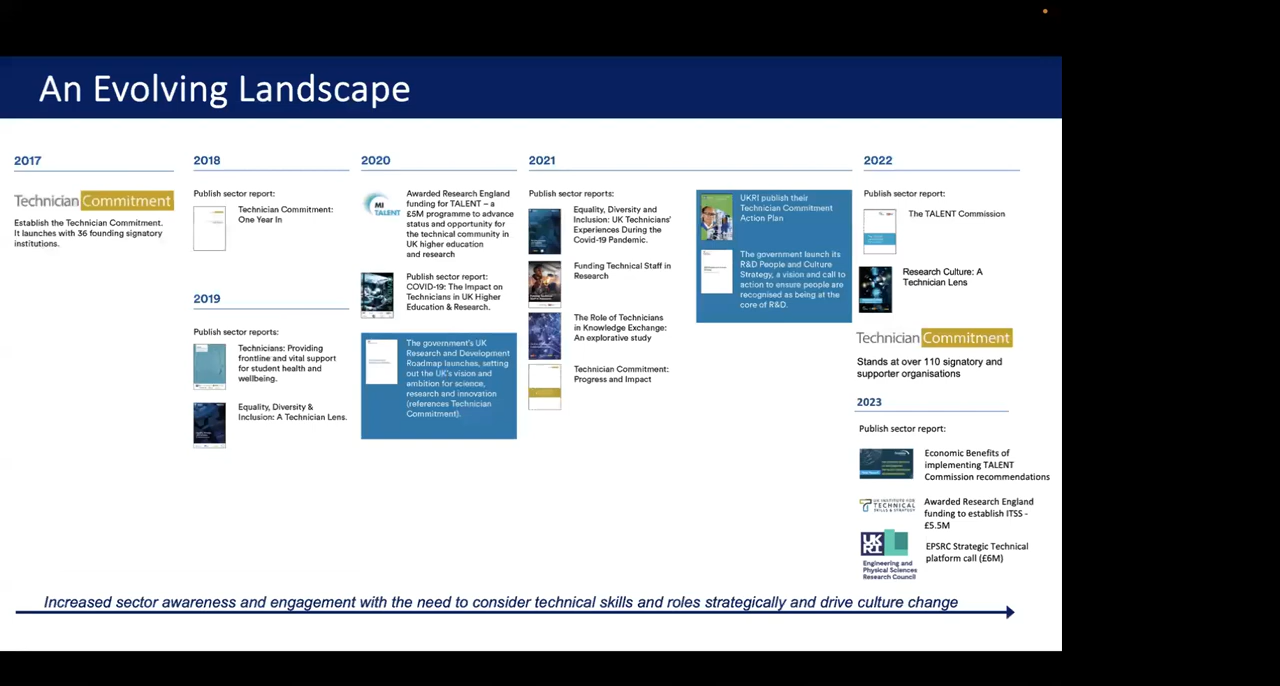 An Evolving Landscape
2017
Technician Commitment
Establish the Technician Commitment.
It launches with 36 founding signatory
institutions.
2018
Publish sector report:
Technician Commitment:
One Year In
2019
Publish sector reports:
Technicians: Providing
frontline and vital support
for student health and
wellbeing.
Equality, Diversity &
Inclusion: A Technician Lens.
2020
MI
TALENT
Awarded Research England
funding for TALENT – a
£5M programme to advance
status and opportunity for
the technical community in
UK higher education
and research
Publish sector report:
COVID-19: The Impact on
Technicians in UK Higher
Education & Research.
The government's UK
Research and Development
Roadmap launches, setting
out the UK's vision and
ambition for science,
research and innovation
(references Technician
Commitment).
2021
Publish sector reports:
Equality, Diversity and
Inclusion: UK Technicians'
Experiences During the
Covid-19 Pandemic.
Funding Technical Staff in
Research
The Role of Technicians
in Knowledge Exchange:
An explorative study
Technician Commitment:
Progress and Impact
UKRI publish their
Technician Commitment
Action Plan
The government launch its
R&D People and Culture
Strategy, a vision and call to
action to ensure people are
recognised as being at the
core of R&D.
2022
Publish sector report:
The TALENT Commission
Research Culture: A
Technician Lens
Technician Commitment
Stands at over 110 signatory and
supporter organisations
2023
Publish sector report:
Economic Benefits of
implementing TALENT
Commission recommendations
UK INSTITUTE FOR
TECHNICAL
SKILLS & STRATEGY
Awarded Research England
funding to establish ITSS -
£5.5M
UK
RI
Engineering and
Physical Sciences
Research Council
EPSRC Strategic Technical
platform call (£6M)
Increased sector awareness and engagement with the need to consider technical skills and roles strategically and drive culture change